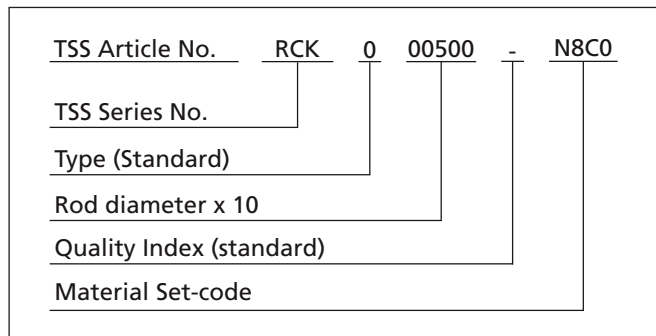 TSS Article No. RCK 0 00500 - N8C0
TSS Series No.
Type (Standard)
Rod diameter x 10
Quality Index (standard)
Material Set-code